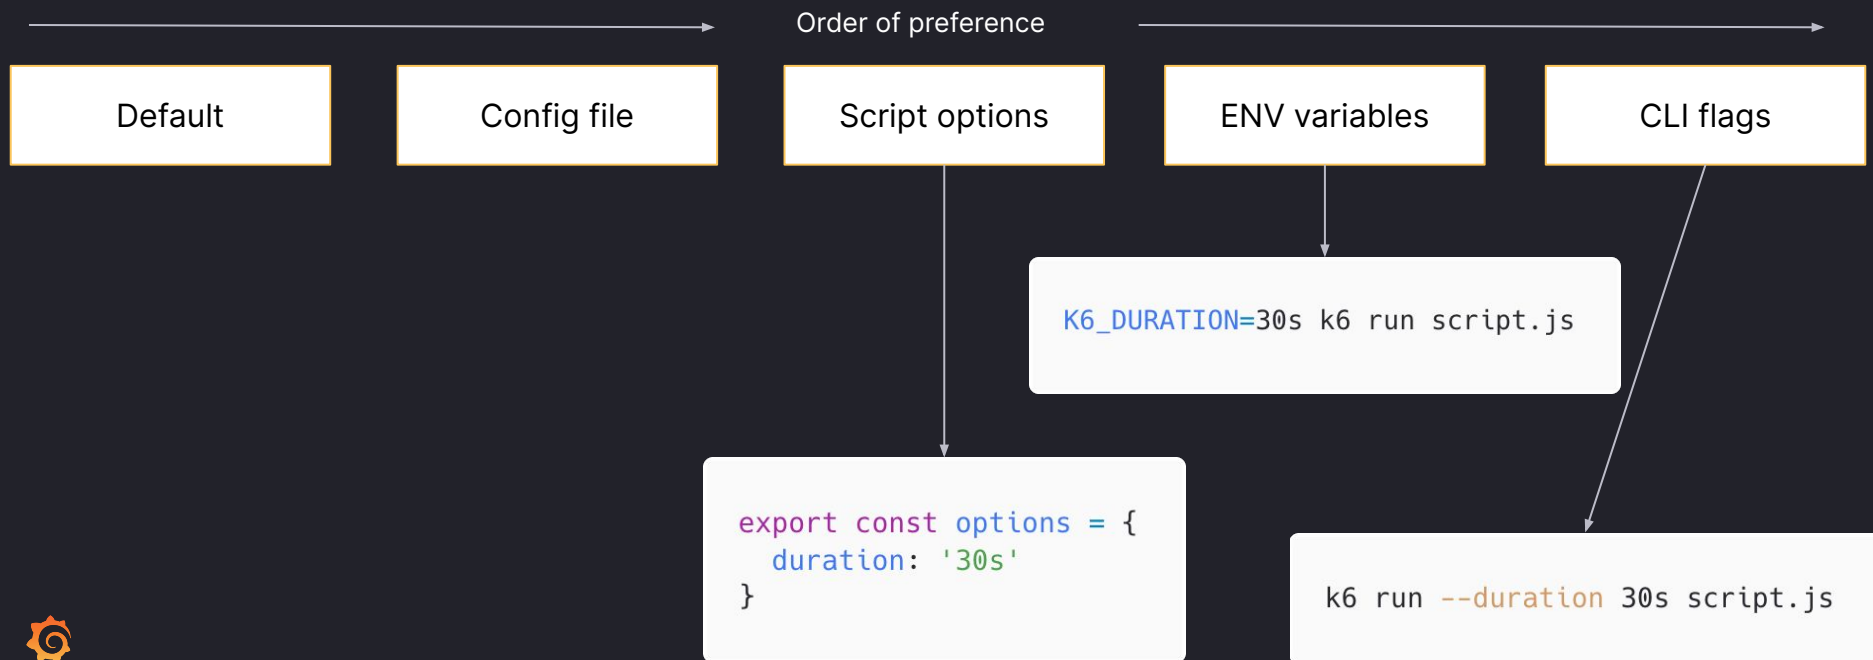 Order of preference
Default
Config file
Script options
ENV variables
CLI flags
K6_DURATION=30s k6 run script.js
export const options = {
  duration: '30s'
}
k6 run --duration 30s script.js